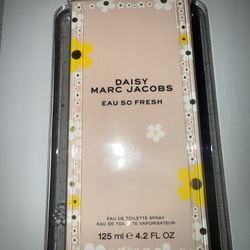 DAISY
MARC JACOBS
EAU SO FRESH
EAU DE TOILETTE SPRAY
EAU DE TOILETTE VAPORISATEUR
125 ml e 4.2 FL OZ